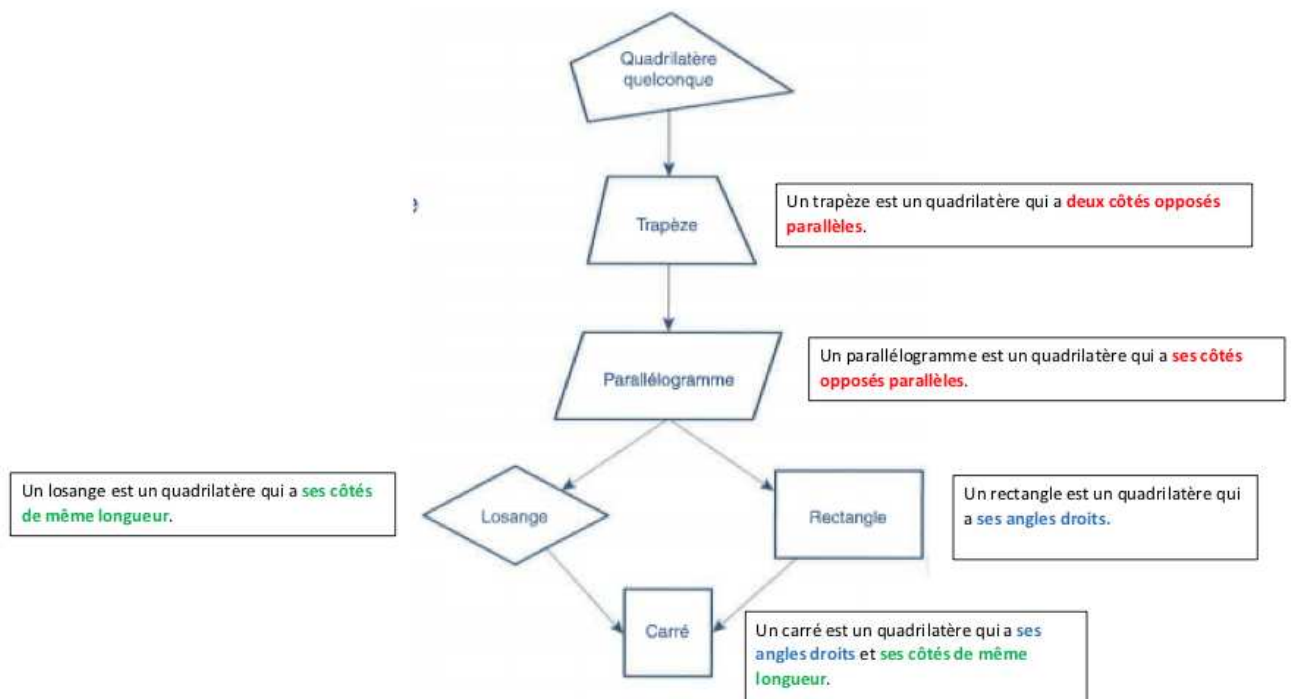 Quadrilatère
quelconque
Un trapèze est un quadrilatère qui a deux côtés opposés
parallèles.
Trapèze
Un parallélogramme est un quadrilatère qui a ses côtés
opposés parallèles.
Parallélogramme
Un losange est un quadrilatère qui a ses côtés
de même longueur.
Losange
Rectangle
Un rectangle est un quadrilatère qui
a ses angles droits.
Carré
Un carré est un quadrilatère qui a ses
angles droits et ses côtés de même
longueur.